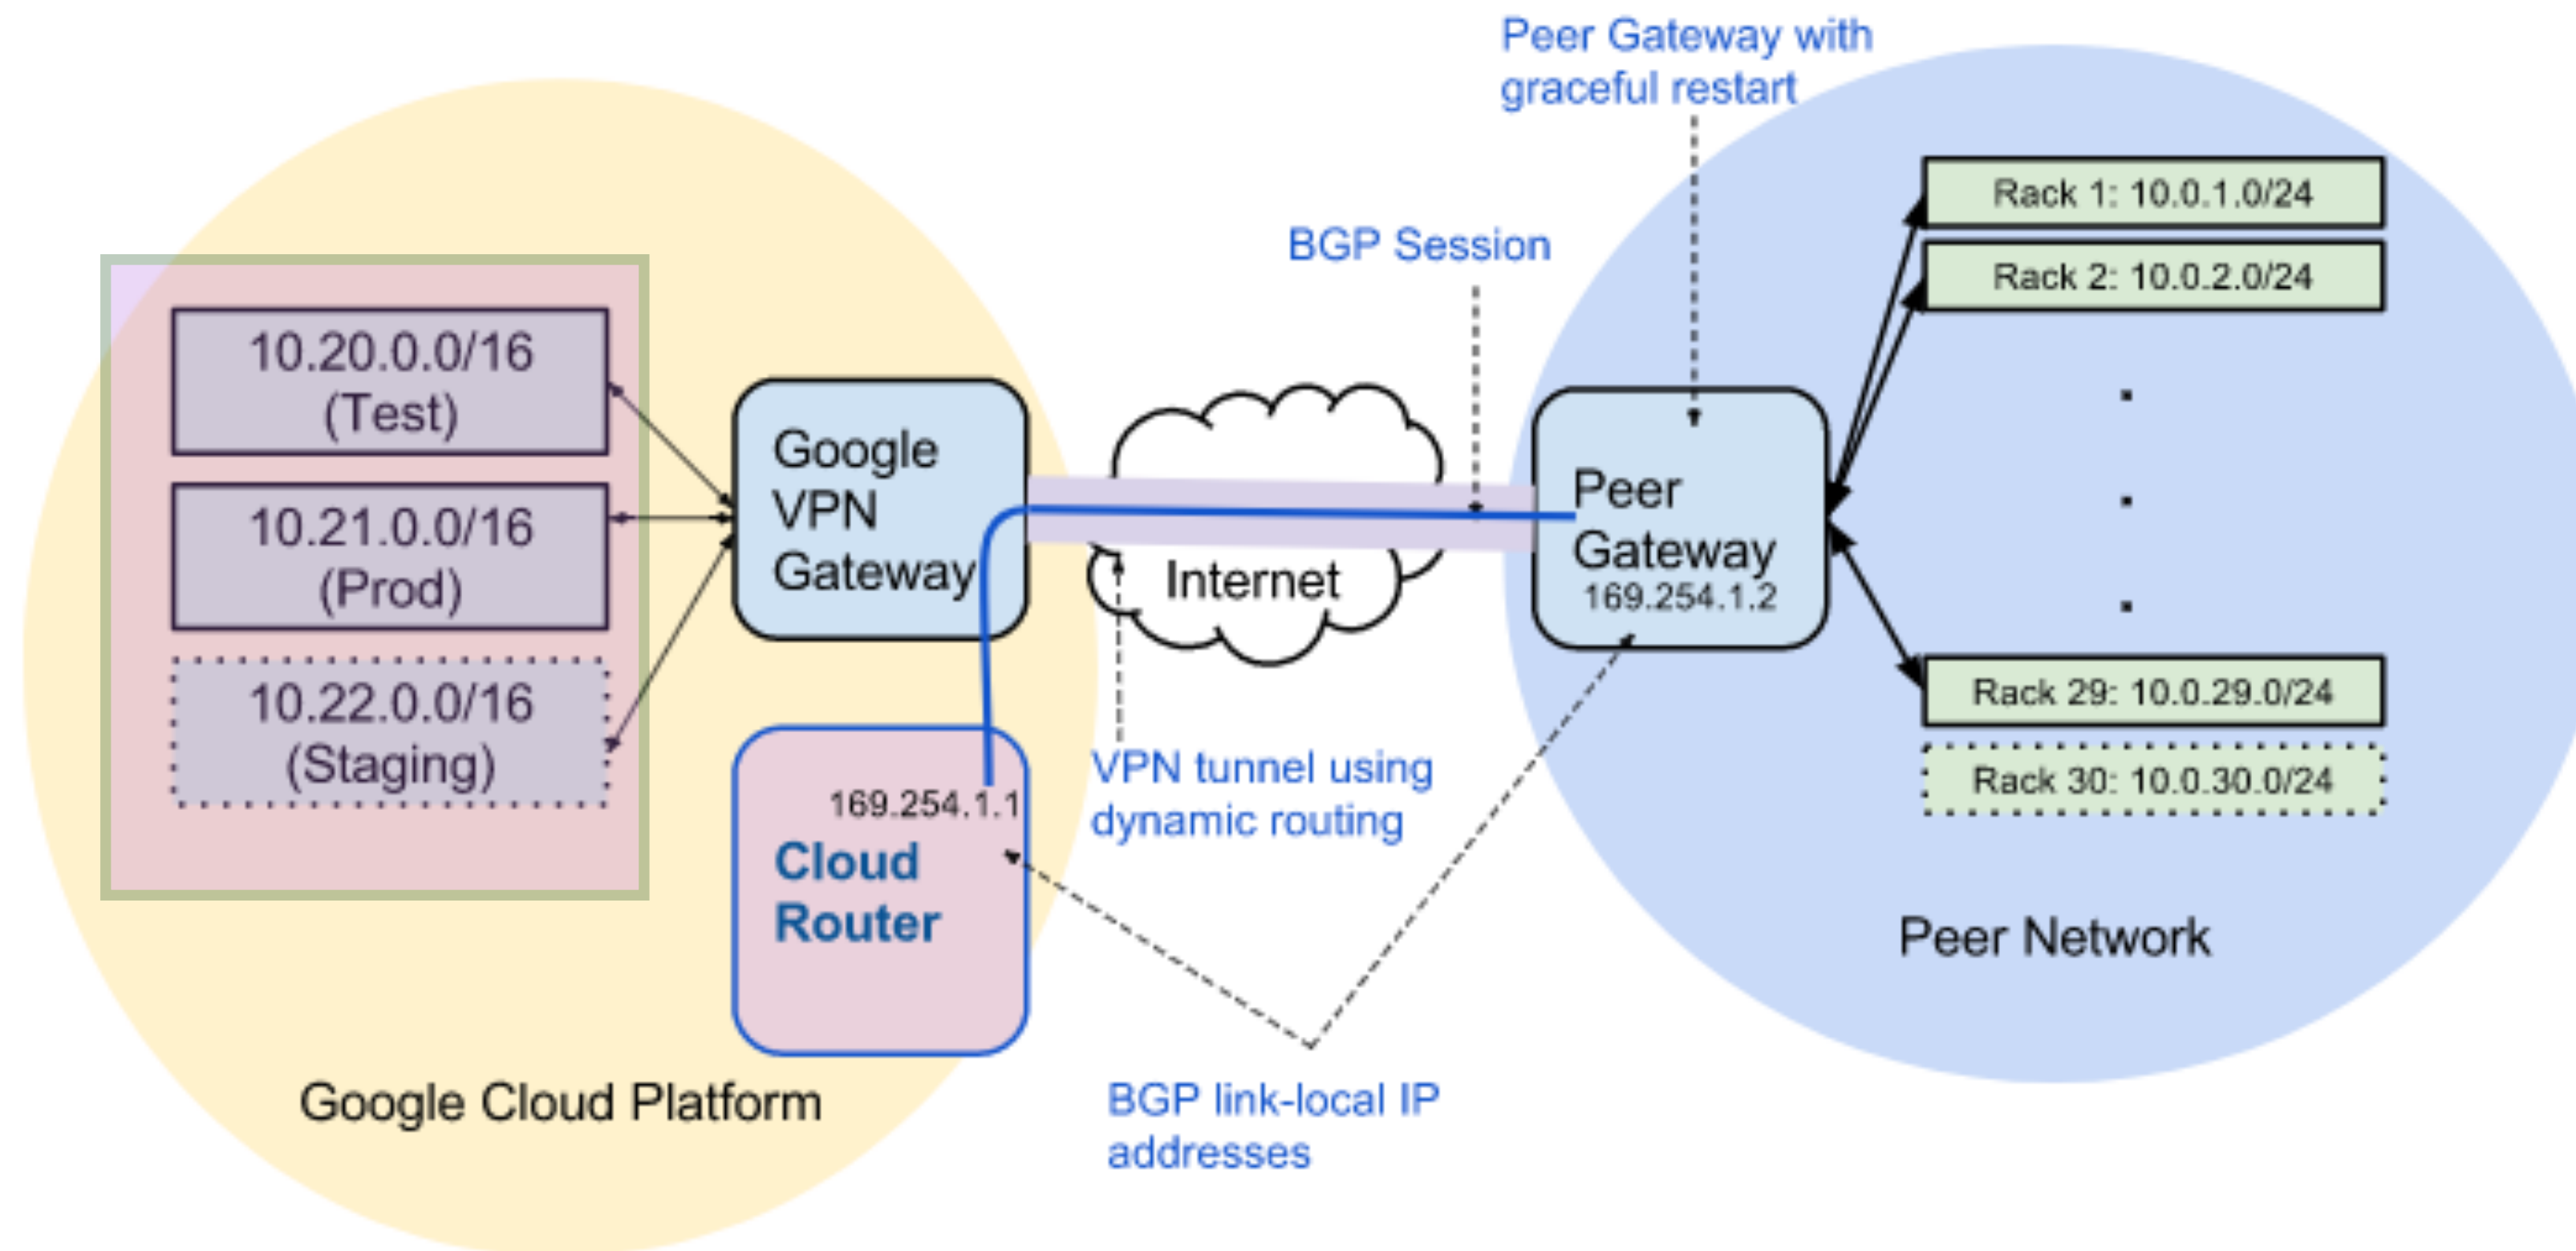 Peer Gateway with
graceful restart
BGP Session
Rack 1: 10.0.1.0/24
Rack 2: 10.0.2.0/24
10.20.0.0/16
(Test)
10.21.0.0/16
(Prod)
10.22.0.0/16
(Staging)
Google
VPN
Gateway
Internet
Peer
Gateway
169.254.1.2
Rack 29: 10.0.29.0/24
Rack 30: 10.0.30.0/24
VPN tunnel using
dynamic routing
169.254.1.1
Cloud
Router
Peer Network
Google Cloud Platform
BGP link-local IP
addresses